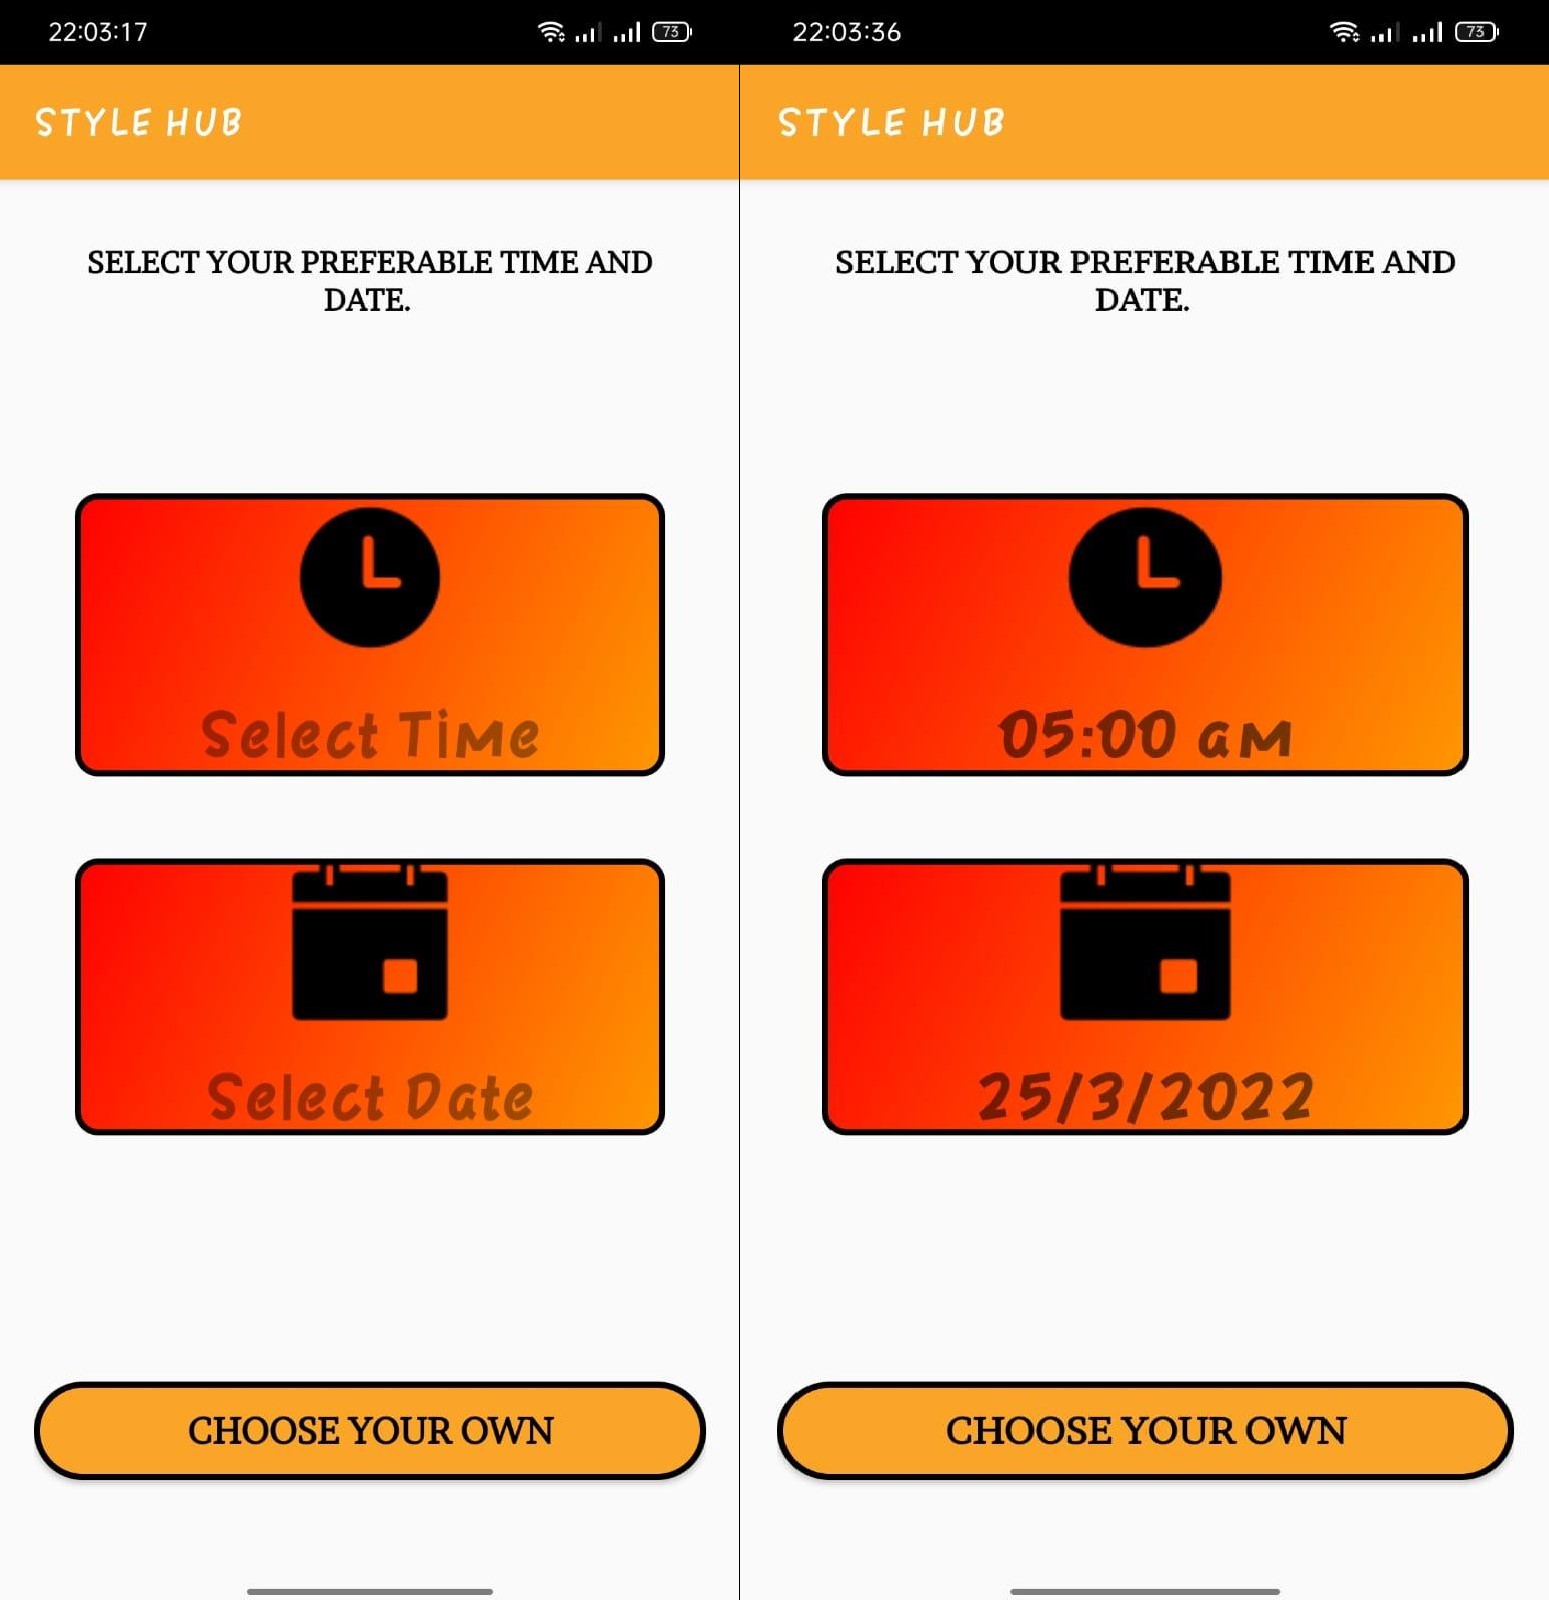 22:03:17
73
STYLE HUB
SELECT YOUR PREFERABLE TIME AND
DATE.
Select Time
Select Date
CHOOSE YOUR OWN
22:03:36
73
STYLE HUB
SELECT YOUR PREFERABLE TIME AND
DATE.
05:00 am
25/3/2022
CHOOSE YOUR OWN